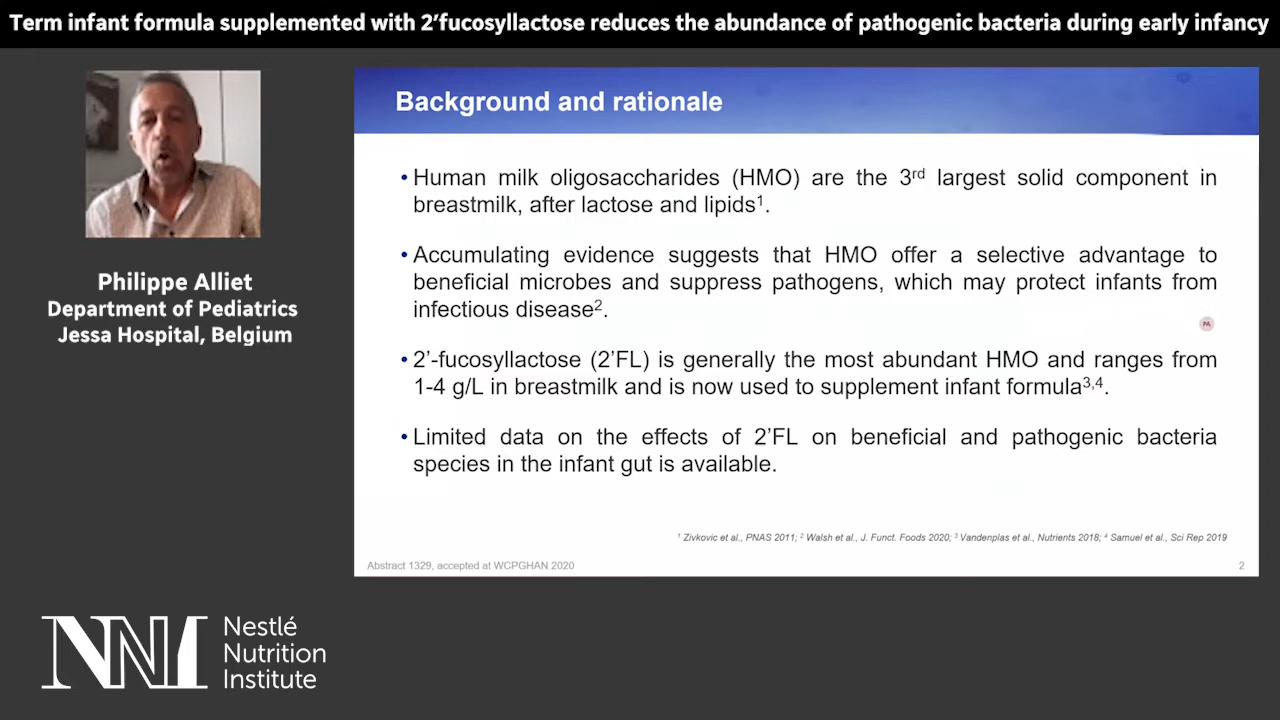 Term infant formula supplemented with 2'fucosyllactose reduces the abundance of pathogenic bacteria during early infancy
Philippe Alliet
Department of Pediatrics
Jessa Hospital, Belgium
Background and rationale
• Human milk oligosaccharides (HMO) are the 3rd largest solid component in
breastmilk, after lactose and lipids¹.
• Accumulating evidence suggests that HMO offer a selective advantage to
beneficial microbes and suppress pathogens, which may protect infants from
infectious disease².
PA
• 2'-fucosyllactose (2'FL) is generally the most abundant HMO and ranges from
1-4 g/L in breastmilk and is now used to supplement infant formula³,⁴.
• Limited data on the effects of 2'FL on beneficial and pathogenic bacteria
species in the infant gut is available.
¹ Zivkovic et al., PNAS 2011; ² Walsh et al., J. Funct. Foods 2020; ³ Vandenplas et al., Nutrients 2018; ⁴ Samuel et al., Sci Rep 2019
Abstract 1329, accepted at WCPGHAN 2020
2
NNI
Nestlé
Nutrition
Institute